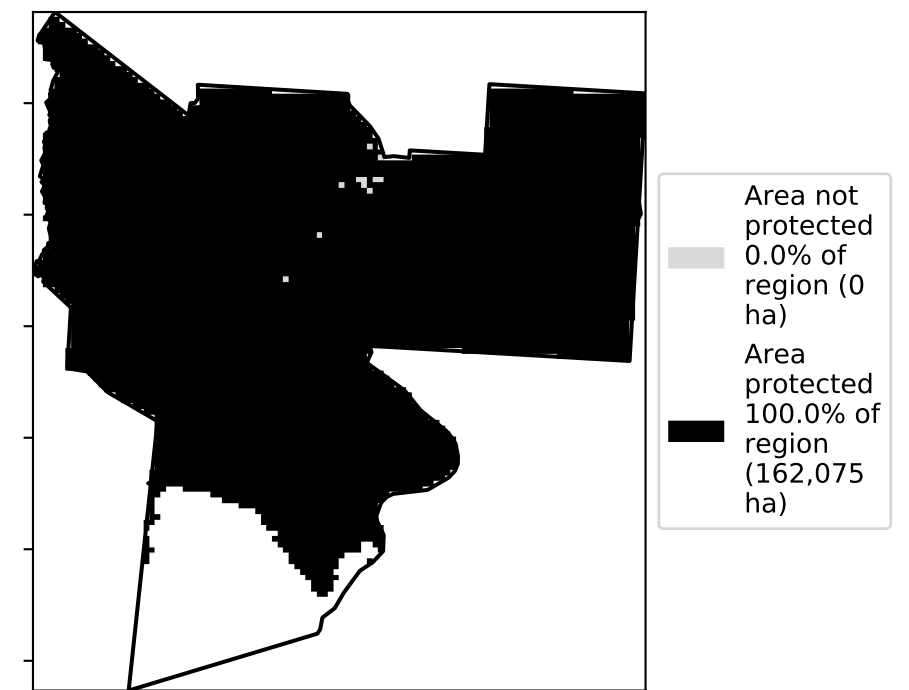 Area not
protected
0.0% of
region (0
ha)
Area
protected
100.0% of
region
(162,075
ha)